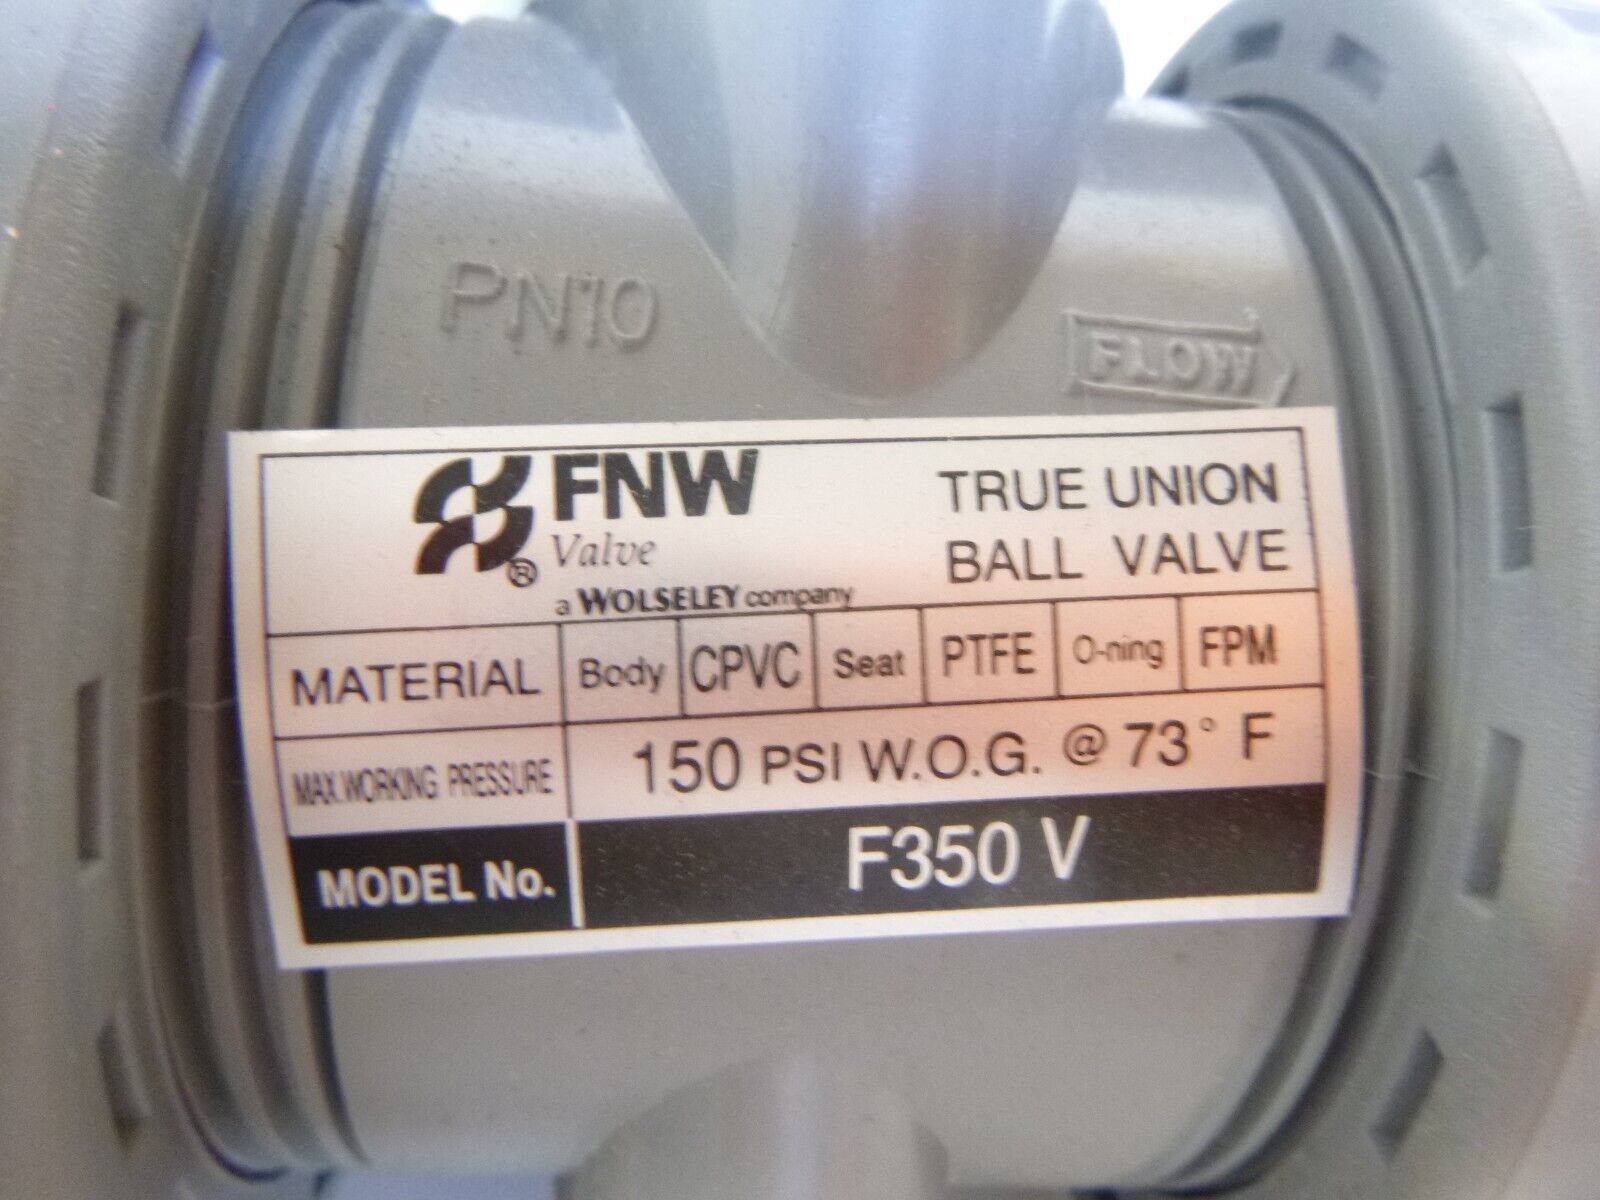 PN10
FLOW
FNW
Valve
®
a WOLSELEY company
TRUE UNION
BALL VALVE
MATERIAL Body CPVC Seat PTFE O-ning FPM
MAX.WORKING PRESSURE 150 PSI W.O.G. @ 73° F
MODEL No. F350 V